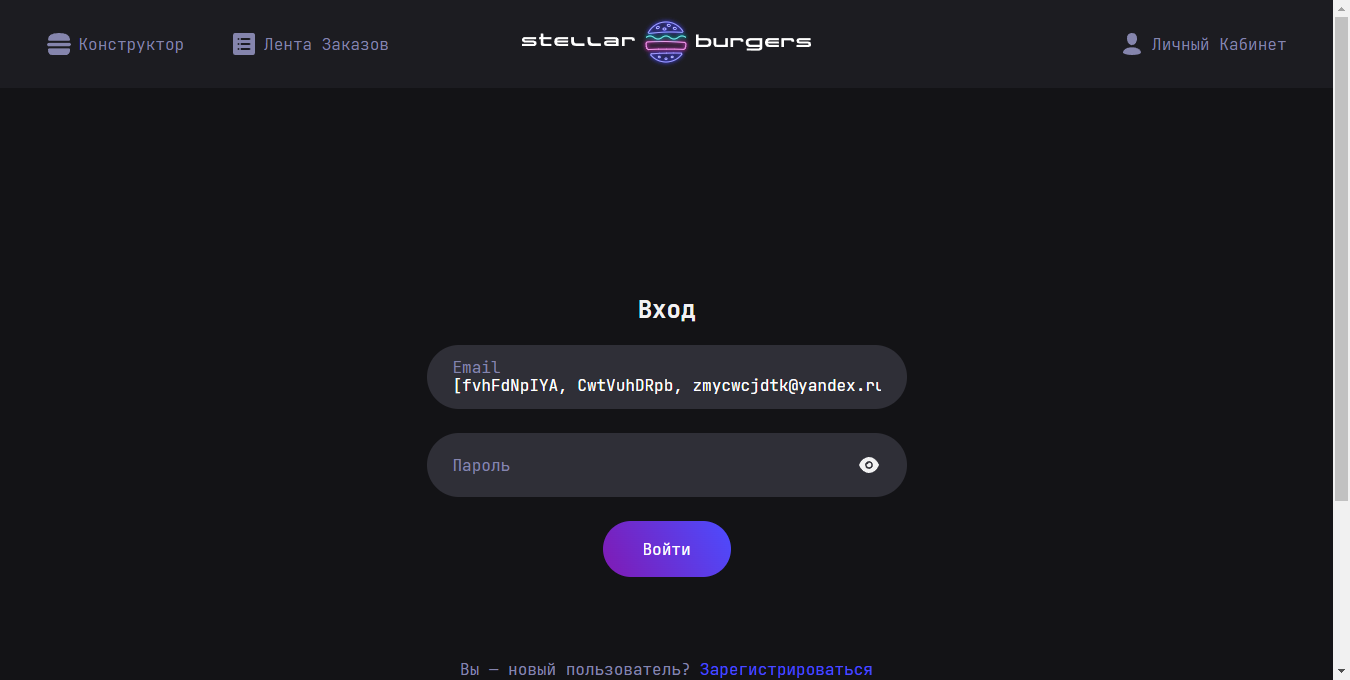 Конструктор
Лента Заказов
stellar burgers
Личный Кабинет
Вход
Email
[fvhFdNpIYA, CwtVuhDRpb, zmycwcjdtk@yandex.ru
Пароль
Войти
Вы — новый пользователь? Зарегистрироваться